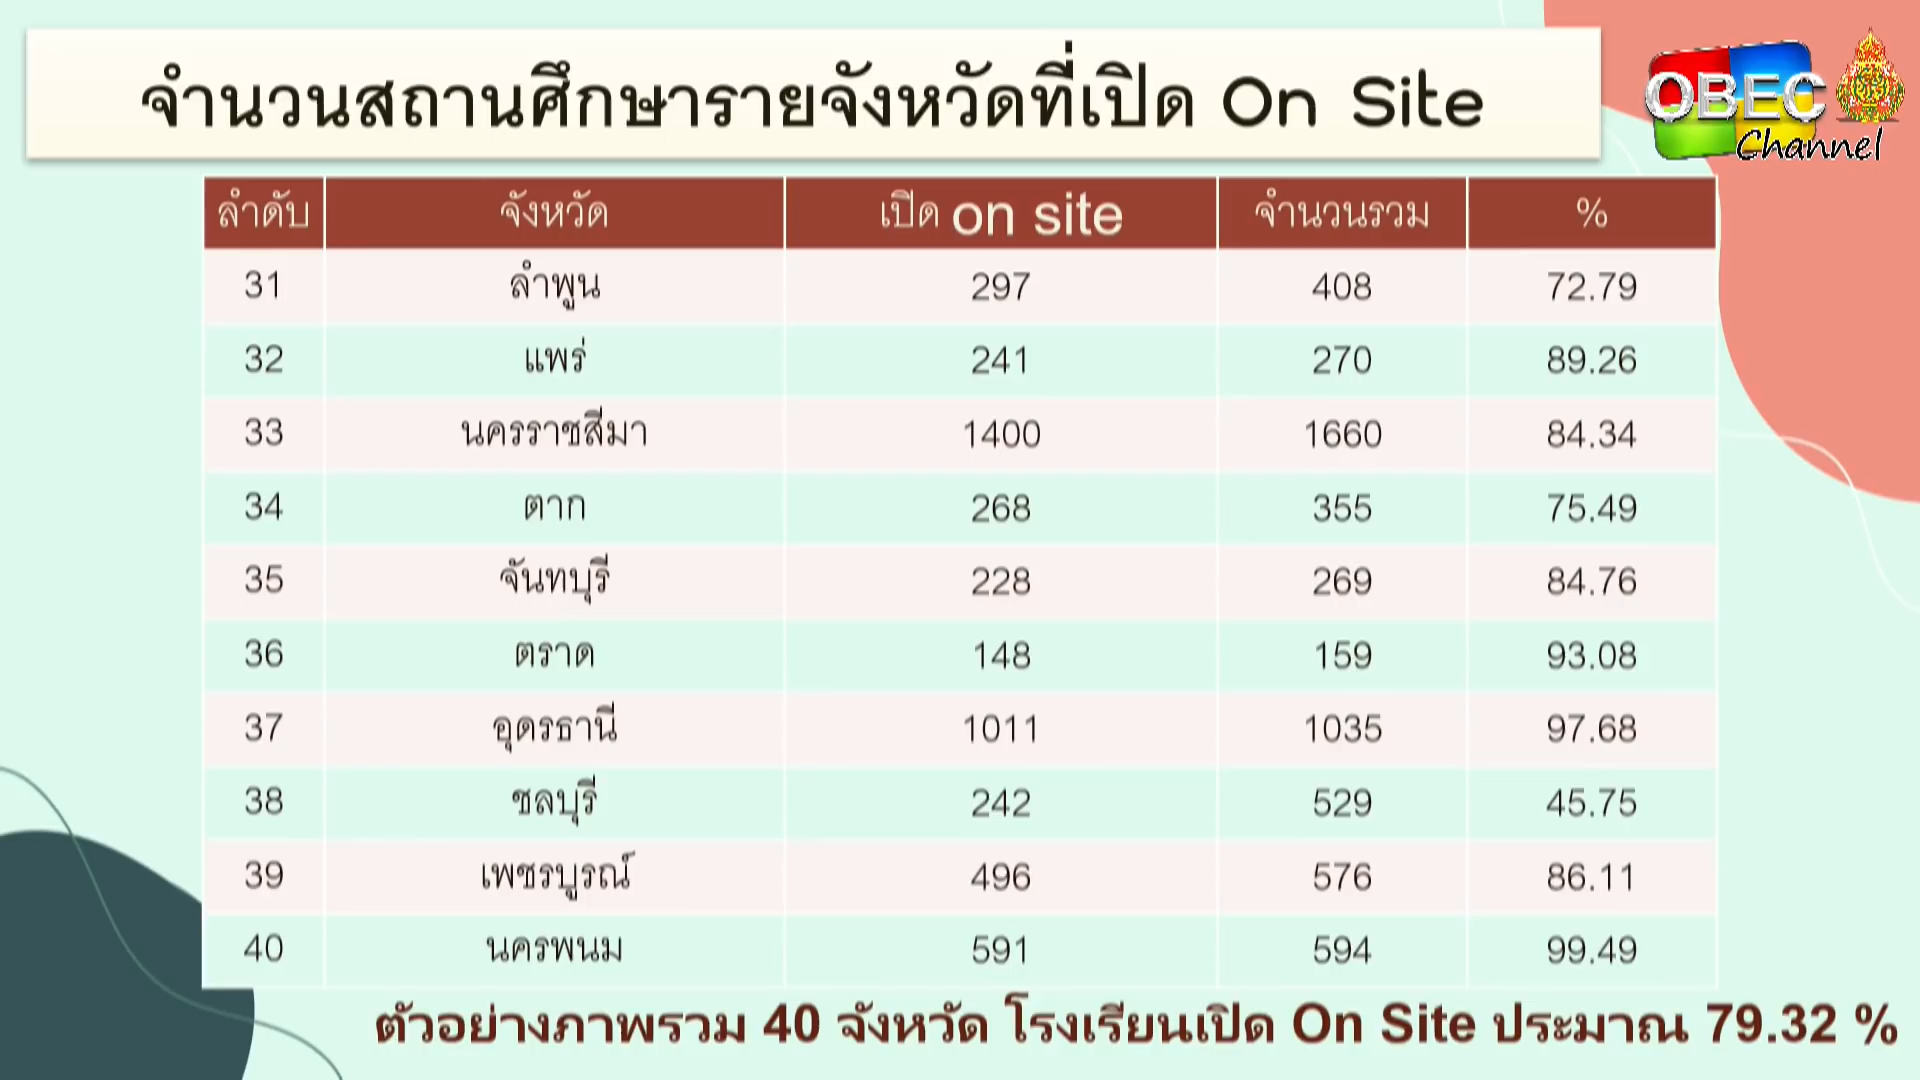 จำนวนสถานศึกษารายจังหวัดที่เปิด On Site
OBEC
Channel
ลำดับ จังหวัด เปิด on site จำนวนรวม %
31 ลำพูน 297 408 72.79
32 แพร่ 241 270 89.26
33 นครราชสีมา 1400 1660 84.34
34 ตาก 268 355 75.49
35 จันทบุรี 228 269 84.76
36 ตราด 148 159 93.08
37 อุดรธานี 1011 1035 97.68
38 ชลบุรี 242 529 45.75
39 เพชรบูรณ์ 496 576 86.11
40 นครพนม 591 594 99.49
ตัวอย่างภาพรวม 40 จังหวัด โรงเรียนเปิด On Site ประมาณ 79.32 %